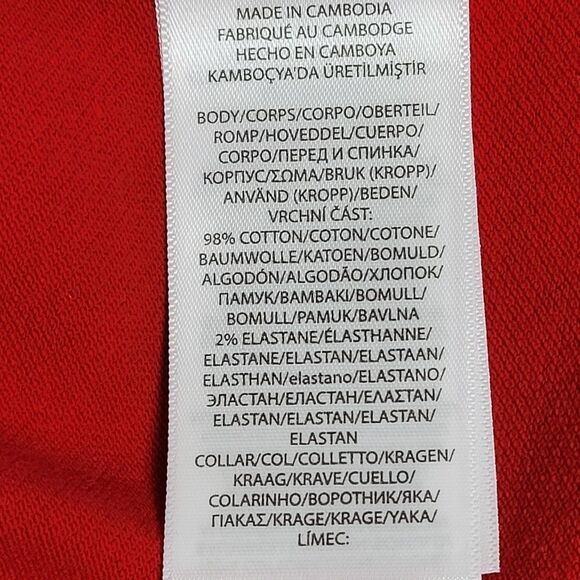 MADE IN CAMBODIA
FABRIQUÉ AU CAMBODGE
HECHO EN CAMBOYA
KAMBOÇYA'DA ÜRETİLMİŞTİR
BODY/CORPS/CORPO/OBERTEIL/
ROMP/HOVEDDEL/CUERPO/
CORPO/ПЕРЕД И СПИНКА/
КОРПУС/ΣΩΜΑ/BRUK (KROPP)/
ANVÄND (KROPP)/BEDEN/
VRCHNÍ ČÁST:
98% COTTON/COTON/COTONE/
BAUMWOLLE/KATOEN/BOMULD/
ALGODÓN/ALGODÃO/ХЛОПОК/
ПАМУК/BAMBAKI/BOMULL/
BOMULL/PAMUK/BAVLNA
2% ELASTANE/ÉLASTHANNE/
ELASTANE/ELASTAN/ELASTAAN/
ELASTHAN/elastano/ELASTANO/
ЭЛАСТАН/ЕЛАСТАН/ΕΛΑΣΤΑΝ/
ELASTAN/ELASTAN/ELASTAN/
ELASTAN
COLLAR/COL/COLLETTO/KRAGEN/
KRAAG/KRAVE/CUELLO/
COLARINHO/ВОРОТНИК/ЯКА/
ΓΙΑΚΑΣ/KRAGE/KRAGE/YAKA/
LÍMEC: